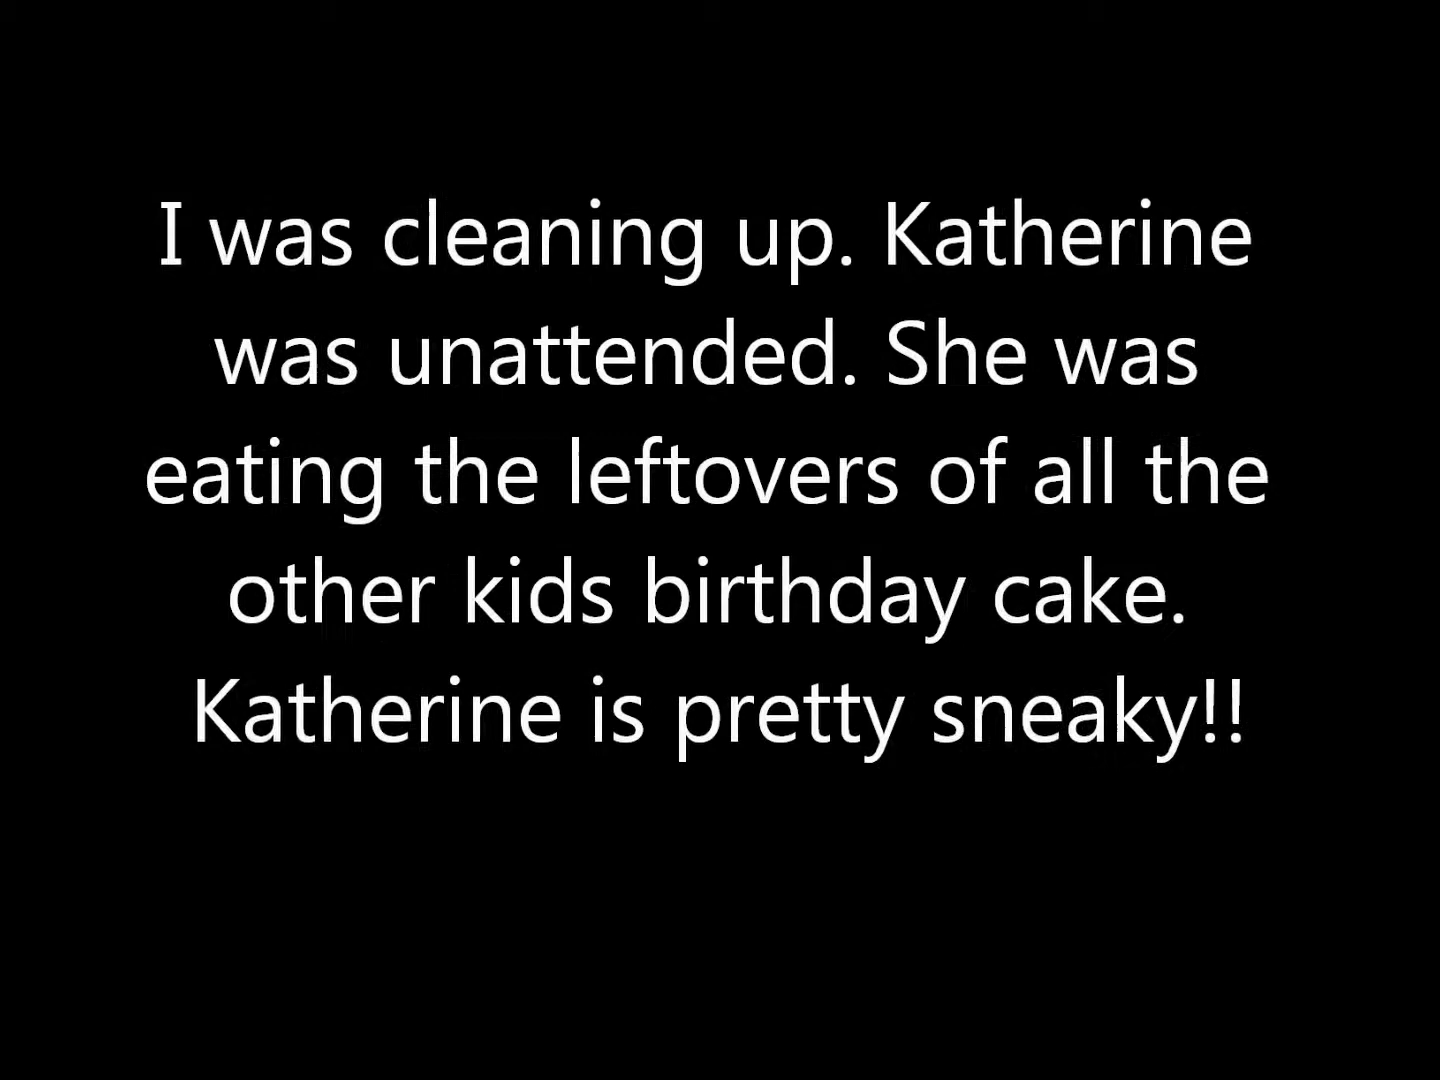 I was cleaning up. Katherine
was unattended. She was
eating the leftovers of all the
other kids birthday cake.
Katherine is pretty sneaky!!